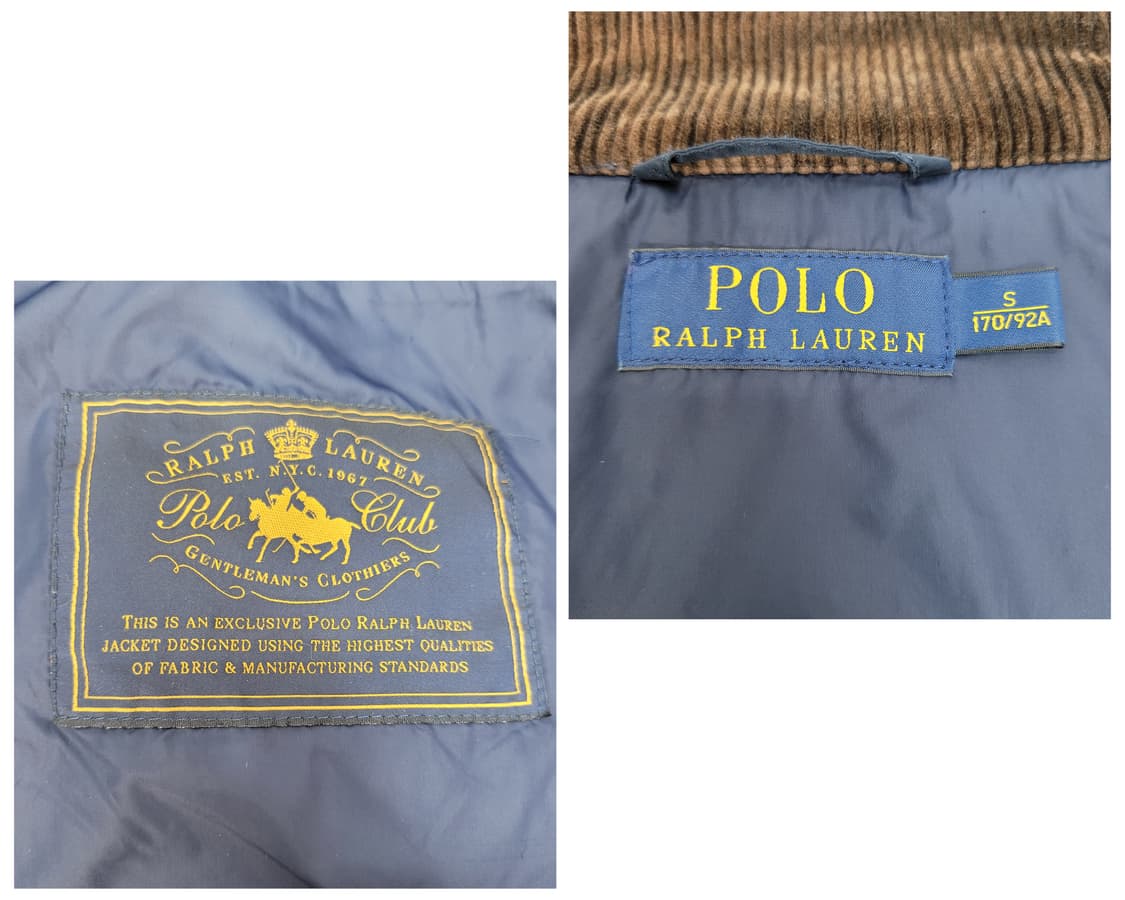 POLO
RALPH LAUREN
S
170/92A
RALPH LAUREN
EST. N.Y.C. 1967
Polo Club
GENTLEMAN'S CLOTHIERS
THIS IS AN EXCLUSIVE POLO RALPH LAUREN
JACKET DESIGNED USING THE HIGHEST QUALITIES
OF FABRIC & MANUFACTURING STANDARDS